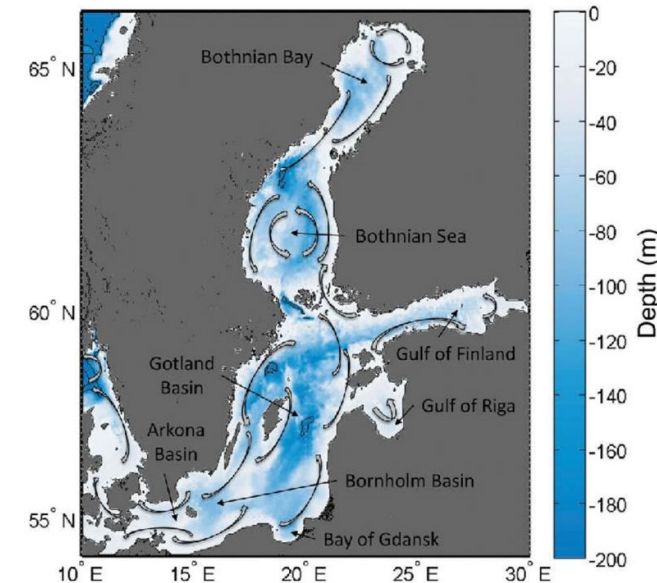 65° N
60° N
55° N
10° E
15° E
20° E
25° E
30° E
Bothnian Bay
Bothnian Sea
Gulf of Finland
Gotland
Basin
Gulf of Riga
Arkona
Basin
Bornholm Basin
Bay of Gdansk
0
-20
-40
-60
-80
-100
-120
-140
-160
-180
-200
Depth (m)